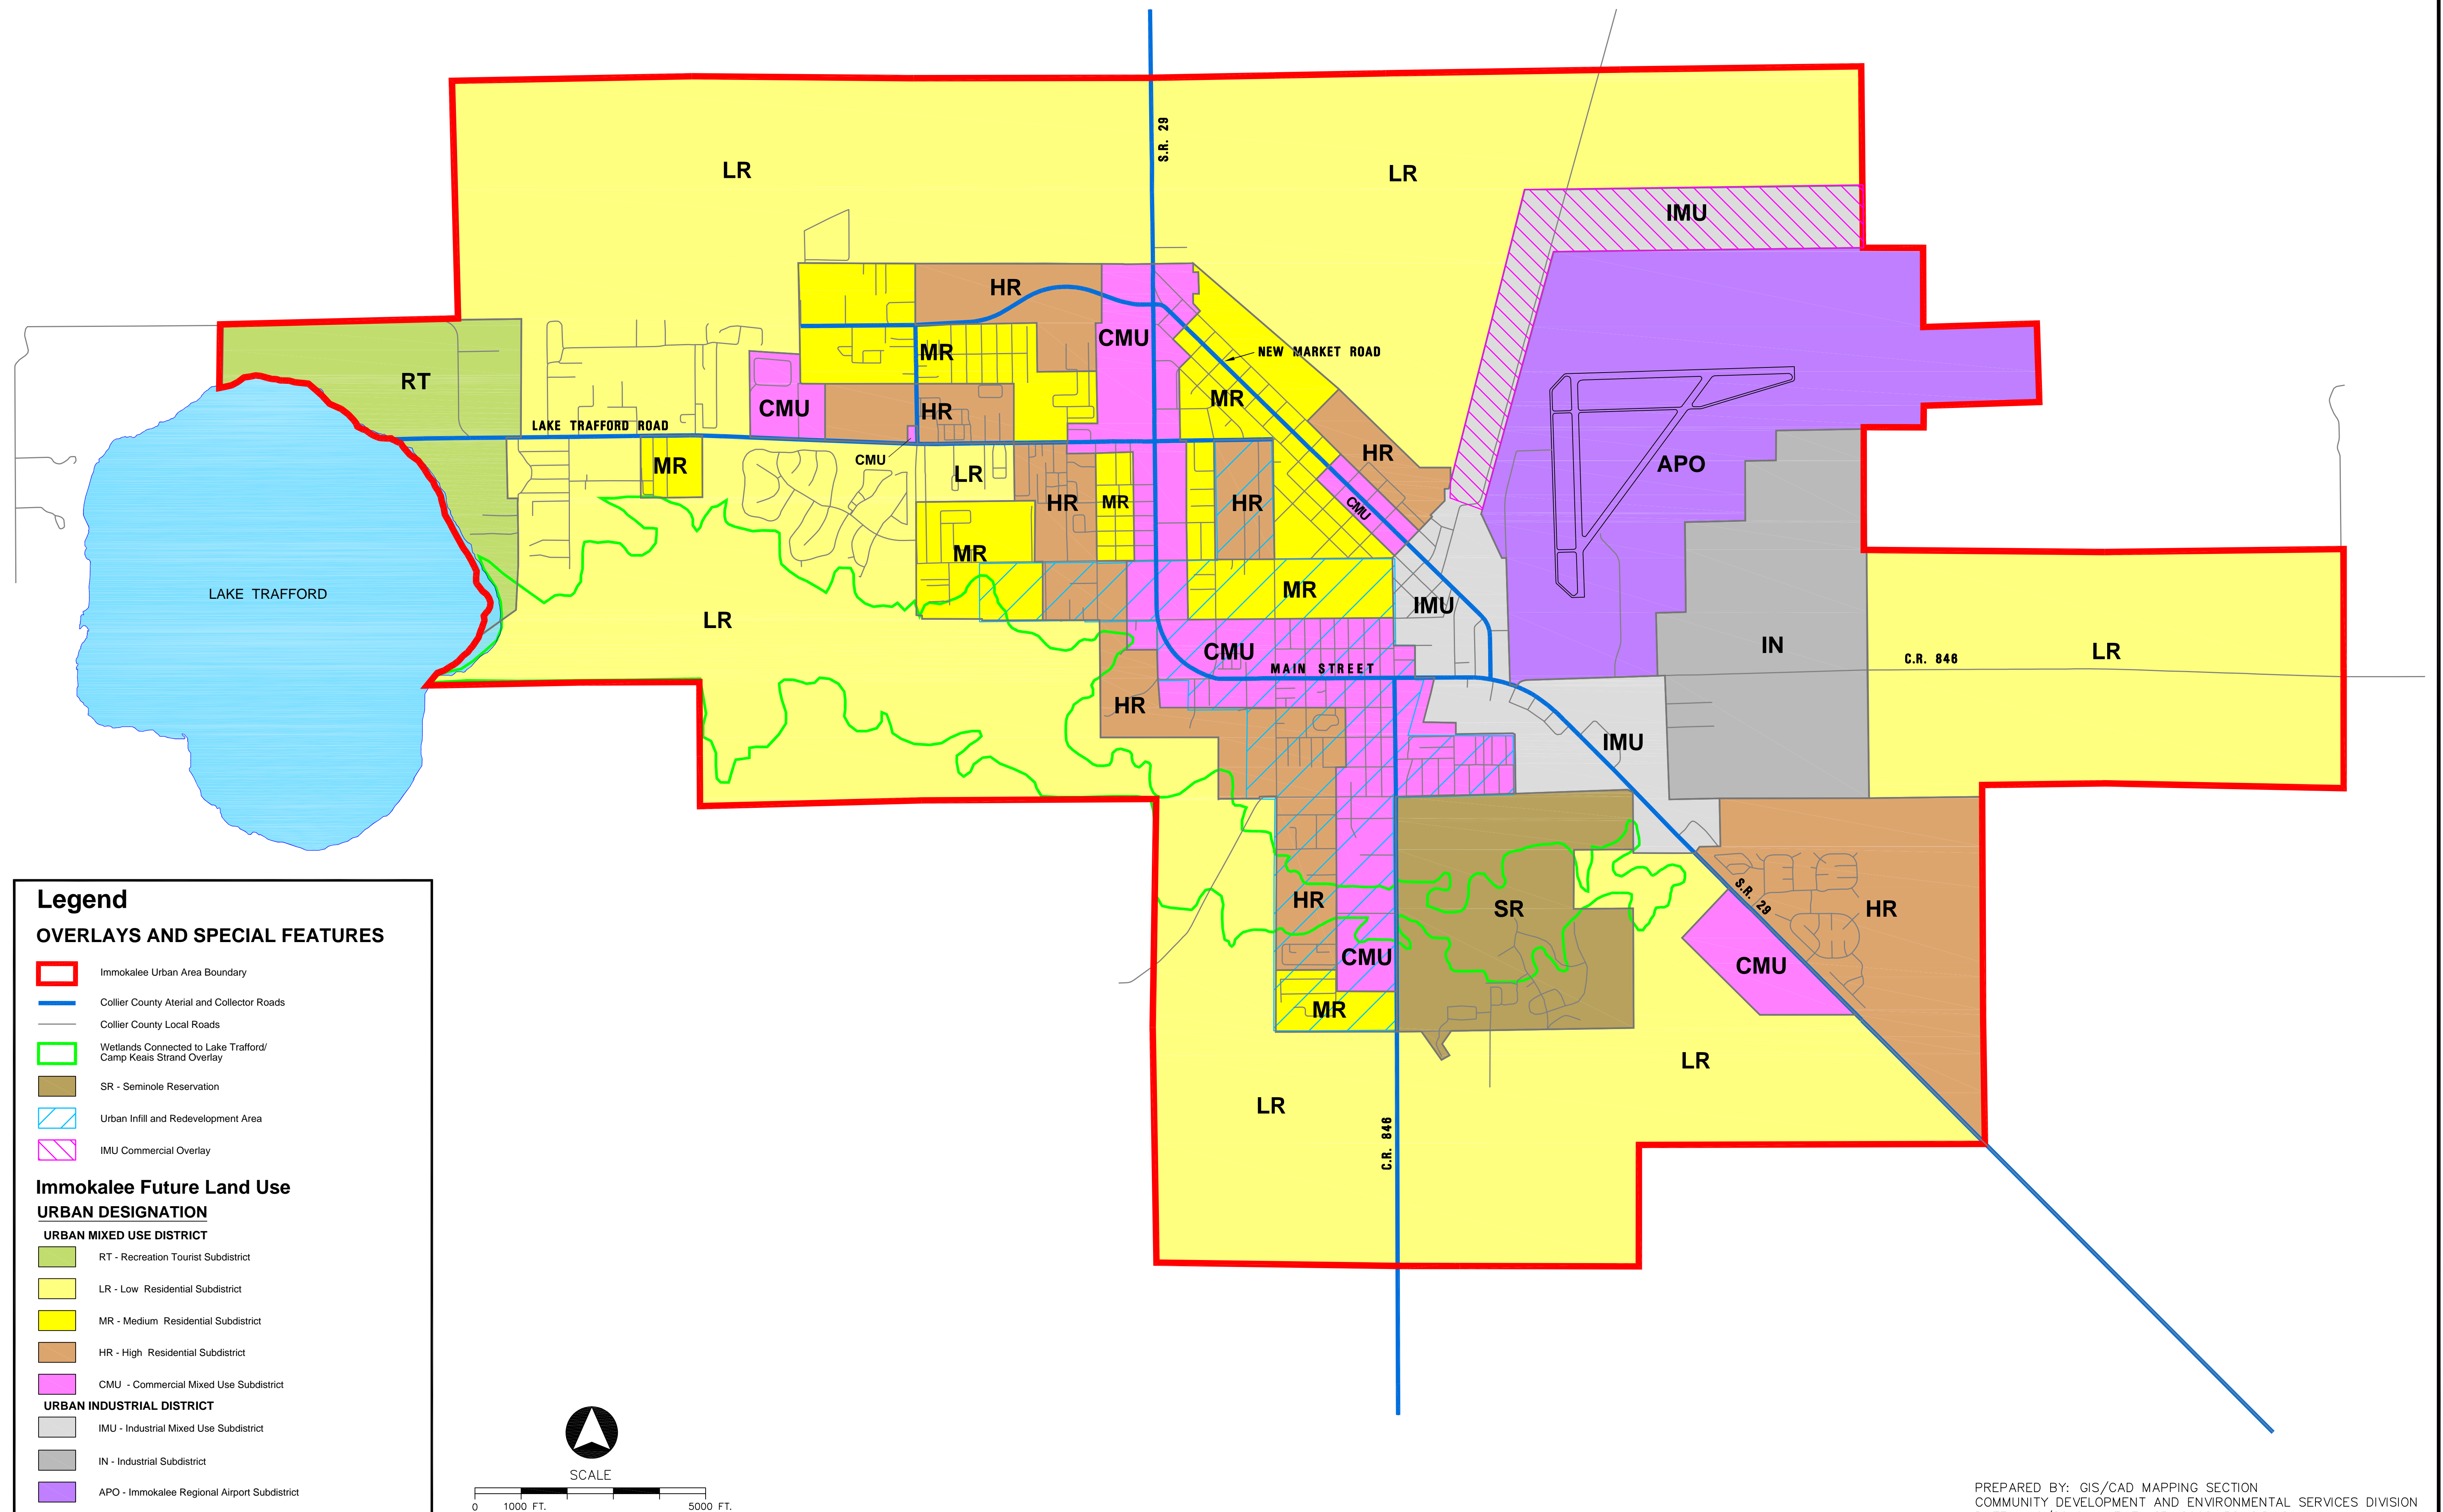 S.R. 29
LR
LR
IMU
HR
CMU
NEW MARKET ROAD
MR
RT
MR
CMU
HR
LAKE TRAFFORD ROAD
HR
CMU
MR
LR
APO
HR
MR
HR
CMU
MR
LAKE TRAFFORD
MR
IMU
LR
CMU
MAIN STREET
IN
C.R. 846
LR
HR
IMU
S.R. 29
HR
SR
HR
CMU
CMU
MR
LR
LR
C.R. 846
Legend
OVERLAYS AND SPECIAL FEATURES
Immokalee Urban Area Boundary
Collier County Aterial and Collector Roads
Collier County Local Roads
Wetlands Connected to Lake Trafford/
Camp Keais Strand Overlay
SR - Seminole Reservation
Urban Infill and Redevelopment Area
IMU Commercial Overlay
Immokalee Future Land Use
URBAN DESIGNATION
URBAN MIXED USE DISTRICT
RT - Recreation Tourist Subdistrict
LR - Low Residential Subdistrict
MR - Medium Residential Subdistrict
HR - High Residential Subdistrict
CMU - Commercial Mixed Use Subdistrict
URBAN INDUSTRIAL DISTRICT
IMU - Industrial Mixed Use Subdistrict
IN - Industrial Subdistrict
APO - Immokalee Regional Airport Subdistrict
SCALE
0 1000 FT. 5000 FT.
PREPARED BY: GIS/CAD MAPPING SECTION
COMMUNITY DEVELOPMENT AND ENVIRONMENTAL SERVICES DIVISION